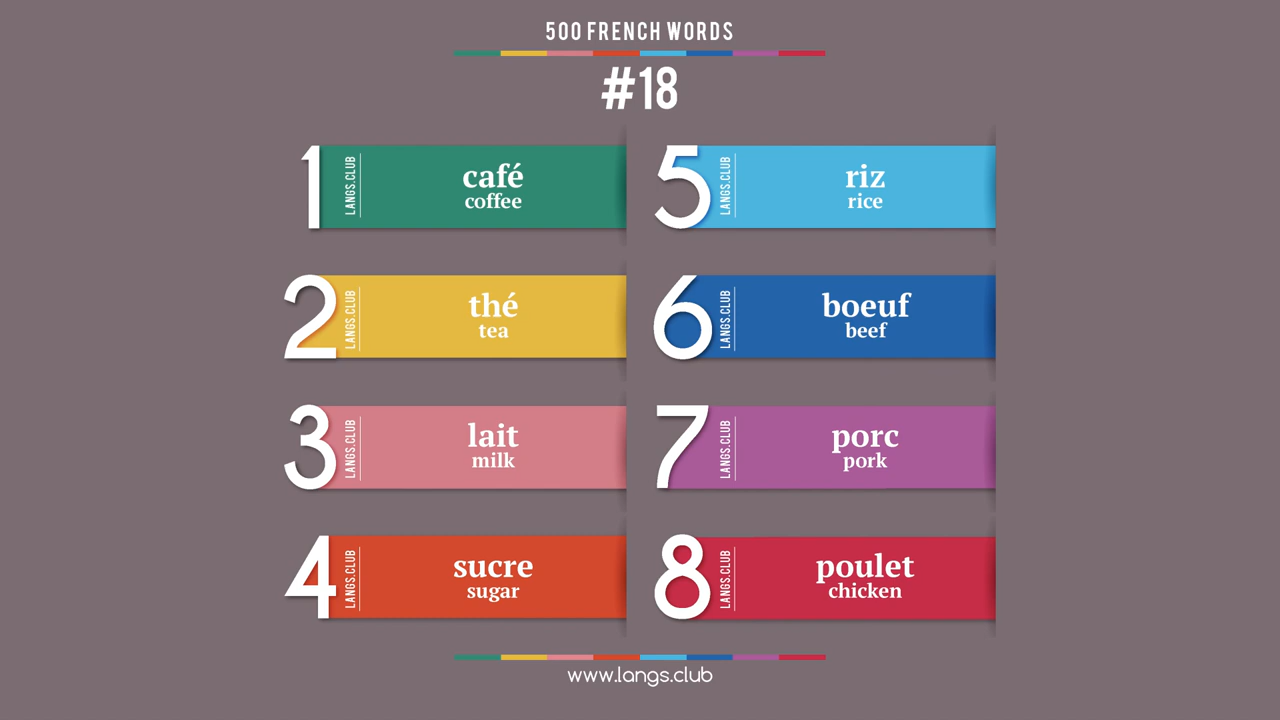 500 FRENCH WORDS
#18
1
LANGS.CLUB
café
coffee
2
LANGS.CLUB
thé
tea
3
LANGS.CLUB
lait
milk
4
LANGS.CLUB
sucre
sugar
5
LANGS.CLUB
riz
rice
6
LANGS.CLUB
boeuf
beef
7
LANGS.CLUB
porc
pork
8
LANGS.CLUB
poulet
chicken
www.langs.club